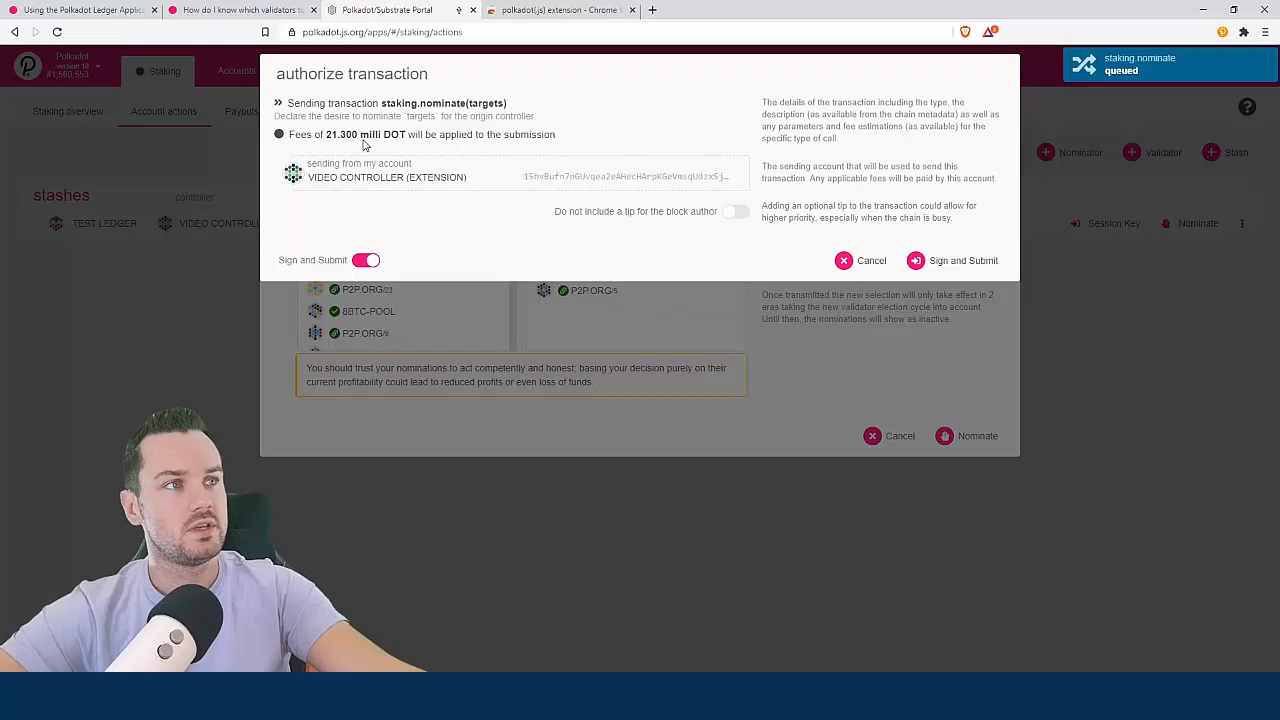 Using the Polkadot Ledger Applica
How do I know which validators to
Polkadot/Substrate Portal
polkadot{.js} extension - Chrome
polkadot.js.org/apps/#/staking/actions
2
Polkadot
version 18
#1,560,553
Staking
Accounts
authorize transaction
Sending transaction staking.nominate(targets)
Declare the desire to nominate `targets` for the origin controller.
Fees of 21.300 milli DOT will be applied to the submission
sending from my account
VIDEO CONTROLLER (EXTENSION)
Do not include a tip for the block author
Sign and Submit
The details of the transaction including the type, the
description (as available from the chain metadata) as well as
any parameters and fee estimations (as available) for the
specific type of call.
The sending account that will be used to send this
transaction. Any applicable fees will be paid by this account.
Adding an optional tip to the transaction could allow for
higher priority, especially when the chain is busy.
Cancel
Sign and Submit
staking.nominate
queued
Staking overview
Account actions
Payouts
Nominator
Validator
Stash
stashes
controller
TEST LEDGER
VIDEO CONTROLL
Session Key
Nominate
P2P.ORG/23
8BTC-POOL
P2P.ORG/9
P2P.ORG/5
Once transmitted the new selection will only take effect in 2
eras taking the new validator election cycle into account.
Until then, the nominations will show as inactive.
You should trust your nominations to act competently and honest; basing your decision purely on their
current profitability could lead to reduced profits or even loss of funds
Cancel
Nominate